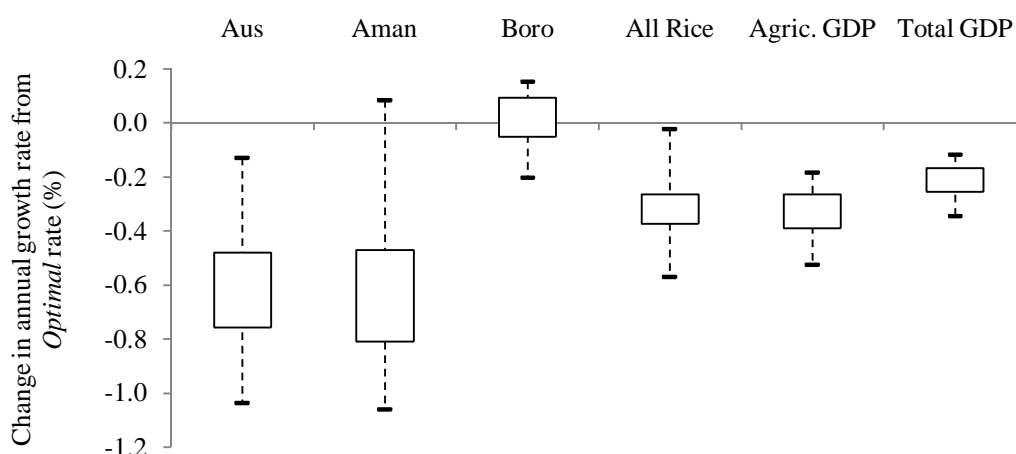 Aus Aman Boro All Rice Agric. GDP Total GDP
Change in annual growth rate from
Optimal rate (%)
0.2
0.0
-0.2
-0.4
-0.6
-0.8
-1.0
-1.2